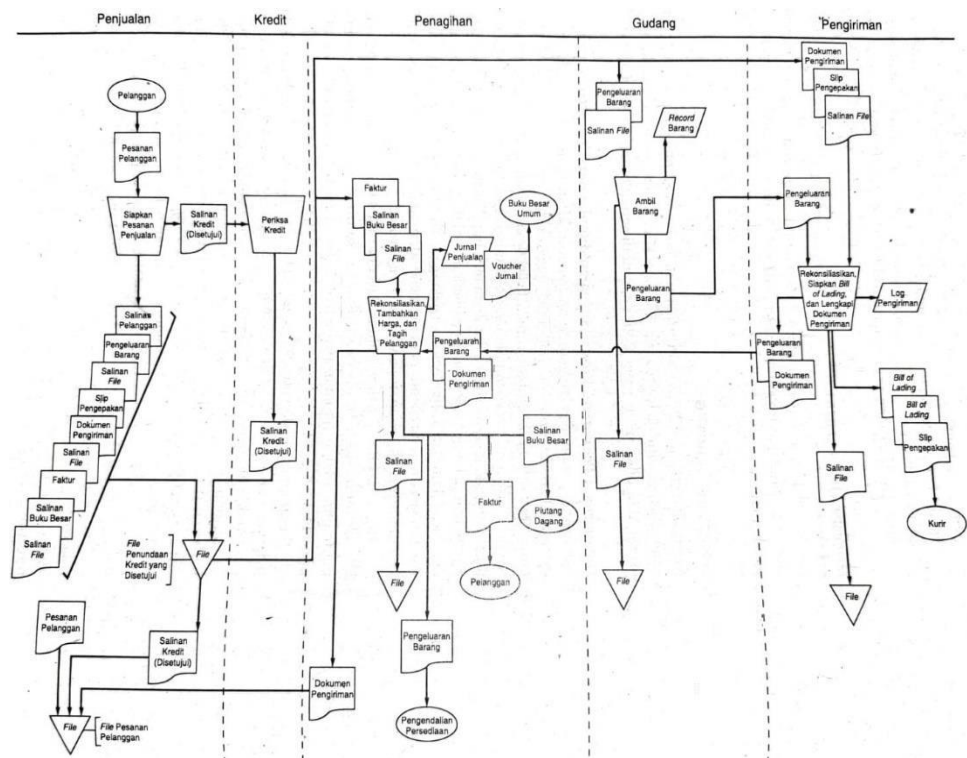 Penjualan
Kredit
Penagihan
Gudang
Pengiriman
Pelanggan
Pesanan
Pelanggan
Siapkan
Pesanan
Penjualan
Salinan
Kredit
(Disetujui)
Periksa
Kredit
Salinas
Pelanggan
Pengeluaran
Barang
Salinan
File
Slip
Pengepakan
Dokumen
Pengiriman
Salinan
File
Faktur
Salinan
Buku Besar
Salinan
File
File
Penundaan
Kredit yang
Disetujui
File
Salinan
Kredit
(Disetujui)
Pesanan
Pelanggan
Salinan
Kredit
(Disetujui)
File
File Pesanan
Pelanggan
Faktur
Salinan
Buku Besar
Salinan
File
Jurnal
Penjualan
Buku Besar
Umum
Voucher
Jurnal
Rekonsiliasikan,
Tambahkan
Harga, dan
Tagih
Pelanggan
Pengeluaran
Barang
Dokumen
Pengiriman
Salinan
File
Salinan
Buku Besar
Faktur
Piutang
Dagang
File
Pelanggan
Pengeluaran
Barang
Dokumen
Pengiriman
Pengendalian
Persediaan
Pengeluaran
Barang
Salinan File
Record
Barang
Ambil
Barang
Pengeluaran
Barang
Salinan
File
File
Dokumen
Pengiriman
Slip
Pengepakan
Salinan File
Pengeluaran
Barang
Rekonsiliasikan,
Siapkan Bill
of Lading,
dan Lengkapi
Dokumen
Pengiriman
Log
Pengiriman
Pengeluaran
Barang
Dokumen
Pengiriman
Bill of
Lading
Bill of
Lading
Slip
Pengepakan
Salinan
File
Kurir
File